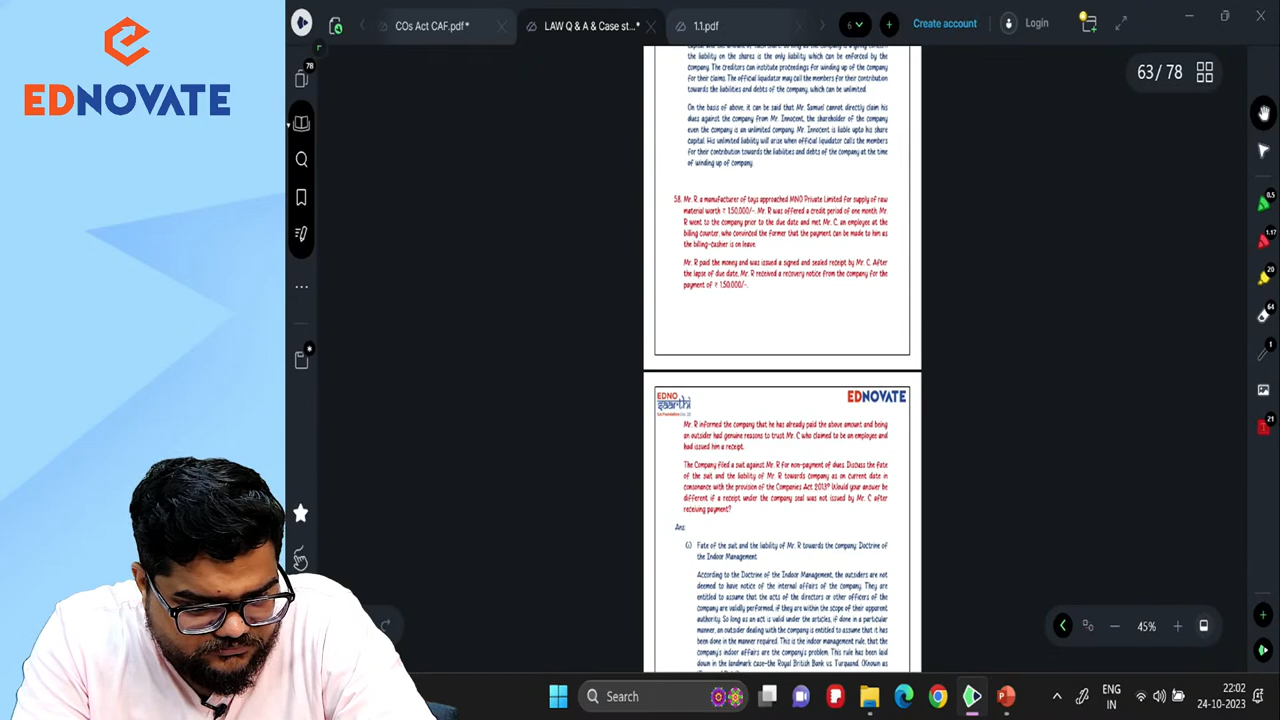 EDNOVATE
COs Act CAF.pdf*
LAW Q & A & Case st...*
1.1.pdf
6
Create account
Login
78
63 /
the liability on the shares is the only liability which can be enforced by the
company. The creditors can institute proceedings for winding up of the company
for their claims. The official liquidator may call the members for their contribution
towards the liabilities and debts of the company, which can be unlimited.
On the basis of above, it can be said that Mr. Samuel cannot directly claim his
dues against the company from Mr. Innocent, the shareholder of the company
even the company is an unlimited company. Mr. Innocent is liable upto his share
capital. His unlimited liability will arise when official liquidator calls the members
for their contribution towards the liabilities and debts of the company at the time
of winding up of company.
58. Mr. R, a manufacturer of toys approached MNO Private Limited for supply of raw
material worth ₹ 1,50,000/-. Mr. R was offered a credit period of one month. Mr.
R went to the company prior to the due date and met Mr. C, an employee at the
billing counter, who convinced the former that the payment can be made to him as
the billing-cashier is on leave.
Mr. R paid the money and was issued a signed and sealed receipt by Mr. C. After
the lapse of due date, Mr. R received a recovery notice from the company for the
payment of ₹ 1,50,000/-.
EDNO
saarthi
EDNOVATE
Mr. R informed the company that he has already paid the above amount and being
an outsider had genuine reasons to trust Mr. C who claimed to be an employee and
had issued him a receipt.
The Company filed a suit against Mr. R for non-payment of dues. Discuss the fate
of the suit and the liability of Mr. R towards company as on current date in
consonance with the provision of the Companies Act 2013? Would your answer be
different if a receipt under the company seal was not issued by Mr. C after
receiving payment?
Ans:
(i) Fate of the suit and the liability of Mr. R towards the company: Doctrine of
the Indoor Management
According to the Doctrine of the Indoor Management, the outsiders are not
deemed to have notice of the internal affairs of the company. They are
entitled to assume that the acts of the directors or other officers of the
company are validly performed, if they are within the scope of their apparent
authority. So long as an act is valid under the articles, if done in a particular
manner, an outsider dealing with the company is entitled to assume that it has
been done in the manner required. This is the indoor management rule, that the
company's indoor affairs are the company's problem. This rule has been laid
down in the landmark case-the Royal British Bank vs. Turquand. (Known as
0.5
1.17
20
64
1
21
Search
ENG
IN
22:01